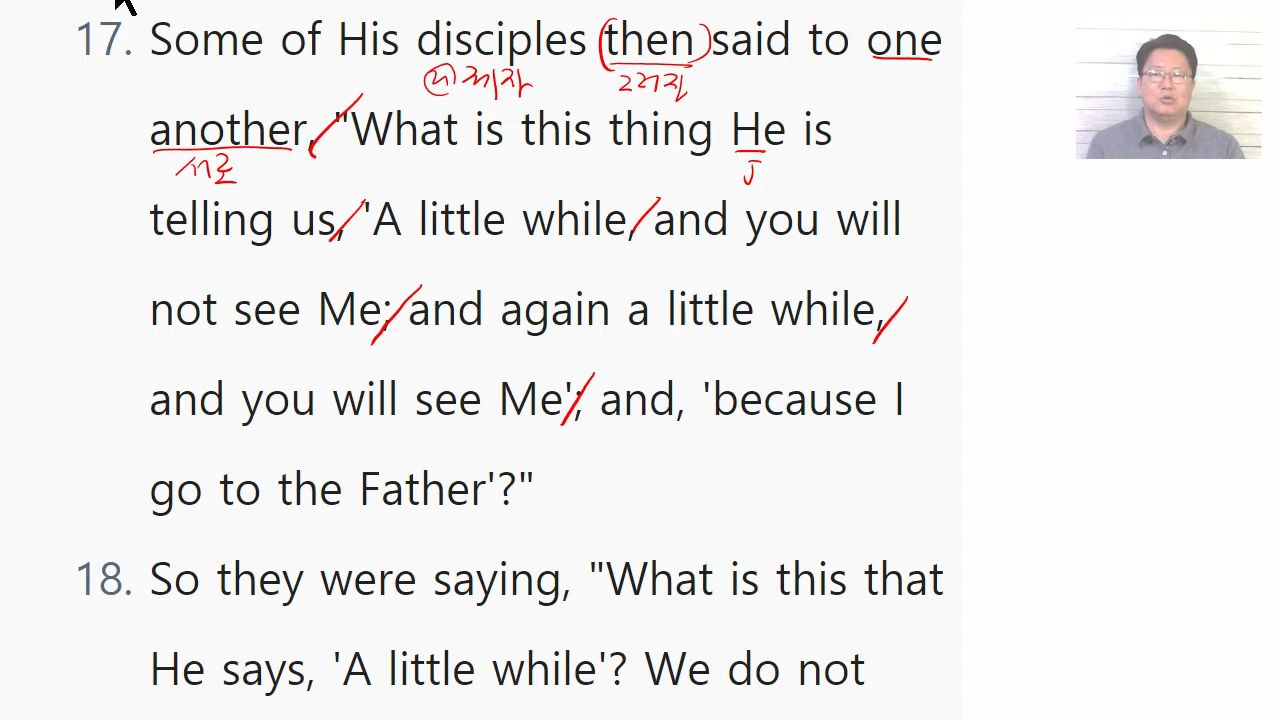 17. Some of His disciples (then) said to one
명 제자 그러자
another, "What is this thing He is
서로 J
telling us, 'A little while, and you will
not see Me; and again a little while,
and you will see Me'; and, 'because I
go to the Father'?"
18. So they were saying, "What is this that
He says, 'A little while'? We do not